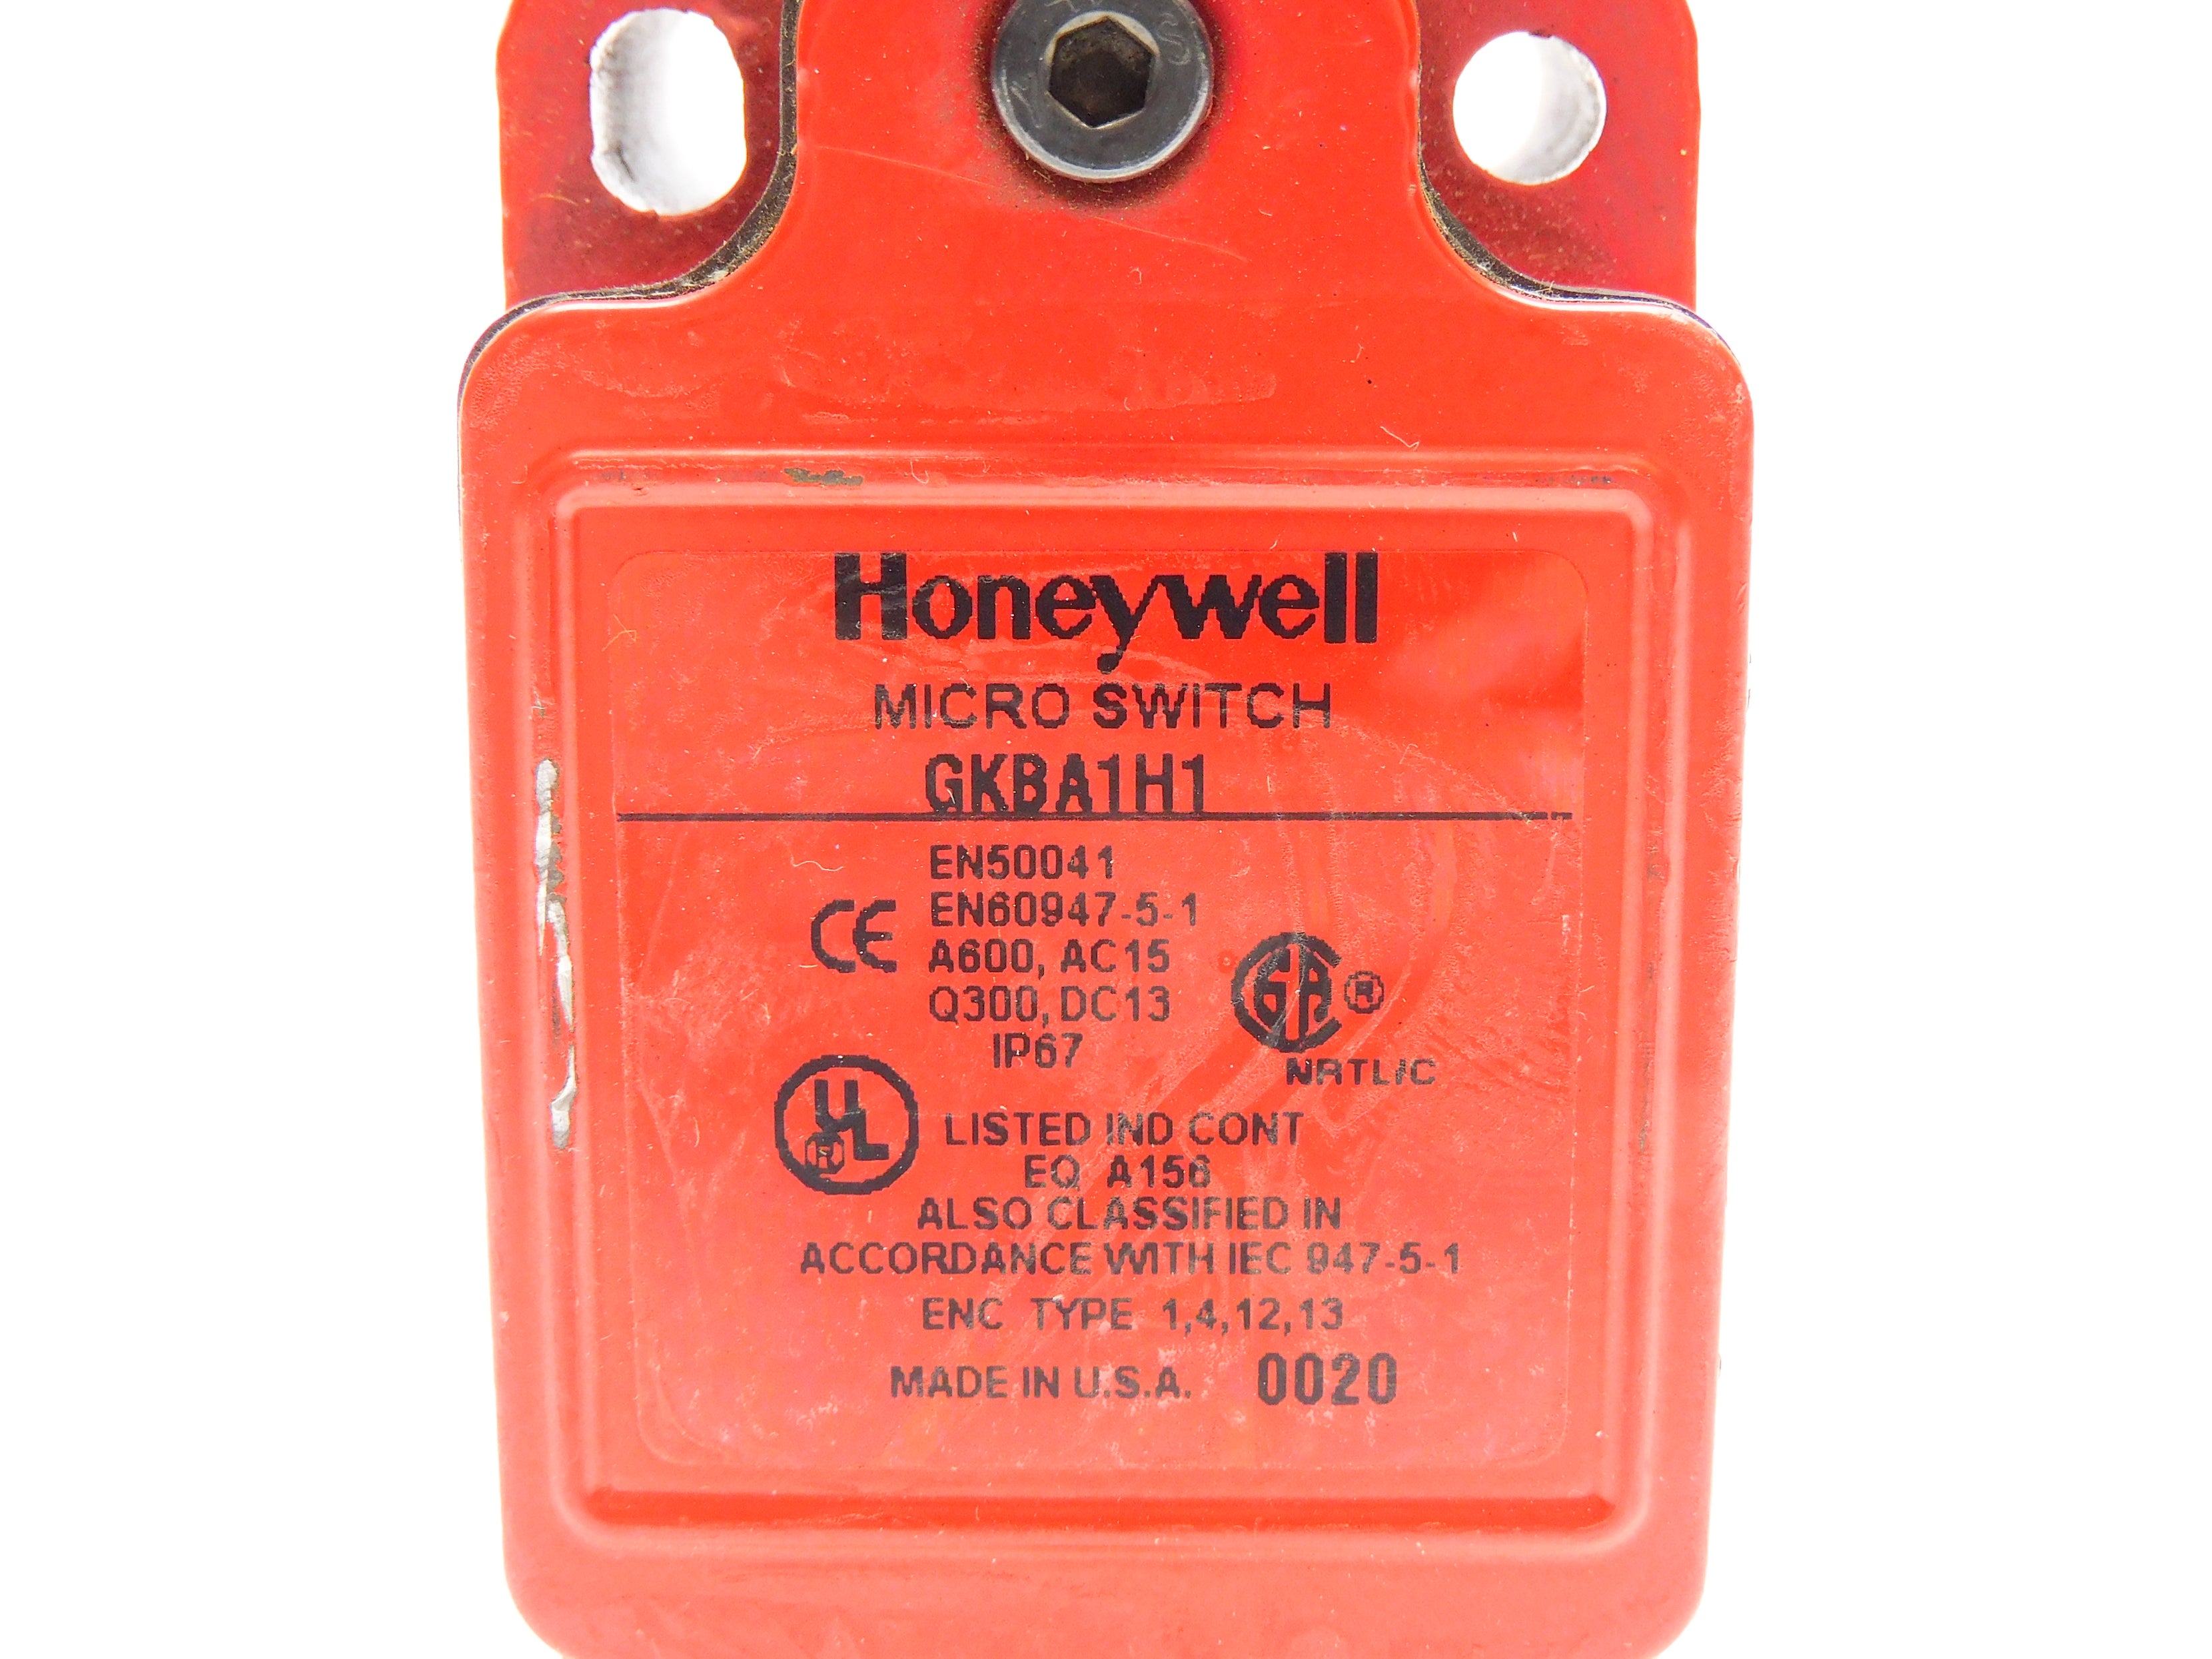 Honeywell
MICRO SWITCH
GKBA1H1
EN50041
EN60947-5-1
CE
A600, AC15
Q300, DC13
IP67
SA ®
NRTL/C
UL
LISTED IND CONT
EQ A156
ALSO CLASSIFIED IN
ACCORDANCE WITH IEC 947-5-1
ENC TYPE 1,4,12,13
MADE IN U.S.A. 0020